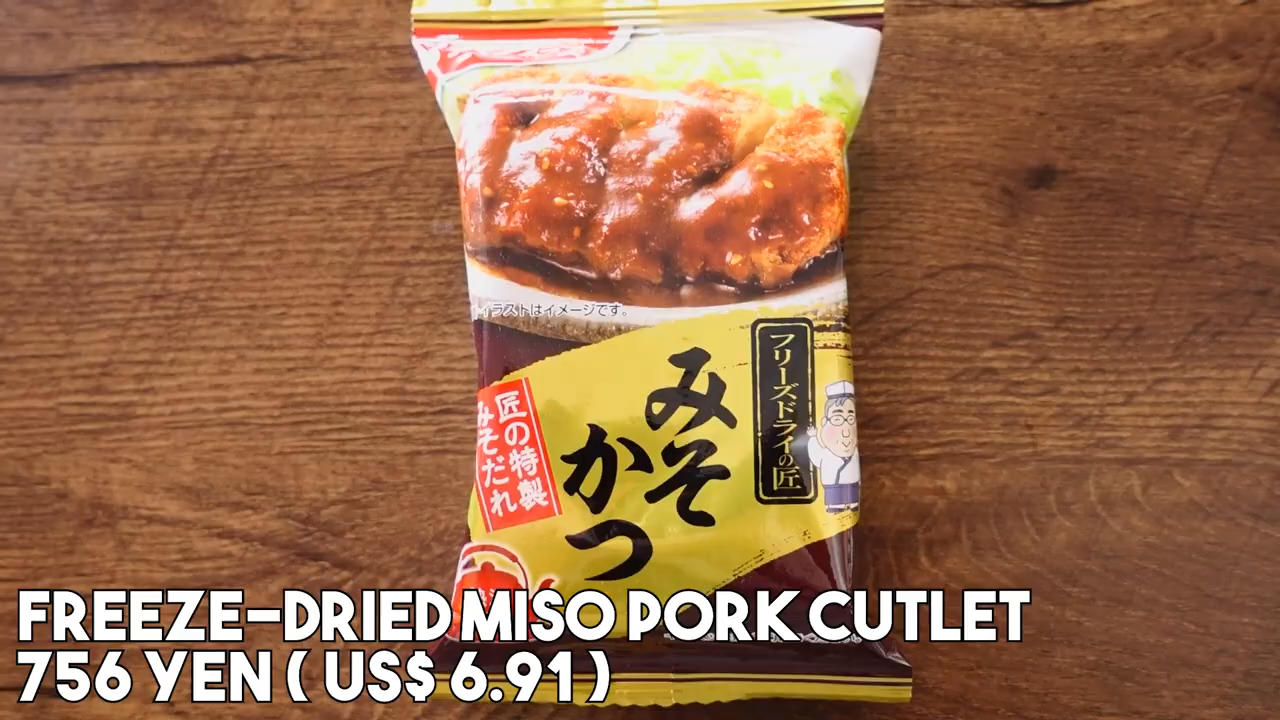 イラストはイメージです。
フリーズドライの匠
みそ
かつ
匠の特製
みそだれ
FREEZE-DRIED MISO PORK CUTLET
756 YEN ( US$ 6.91 )